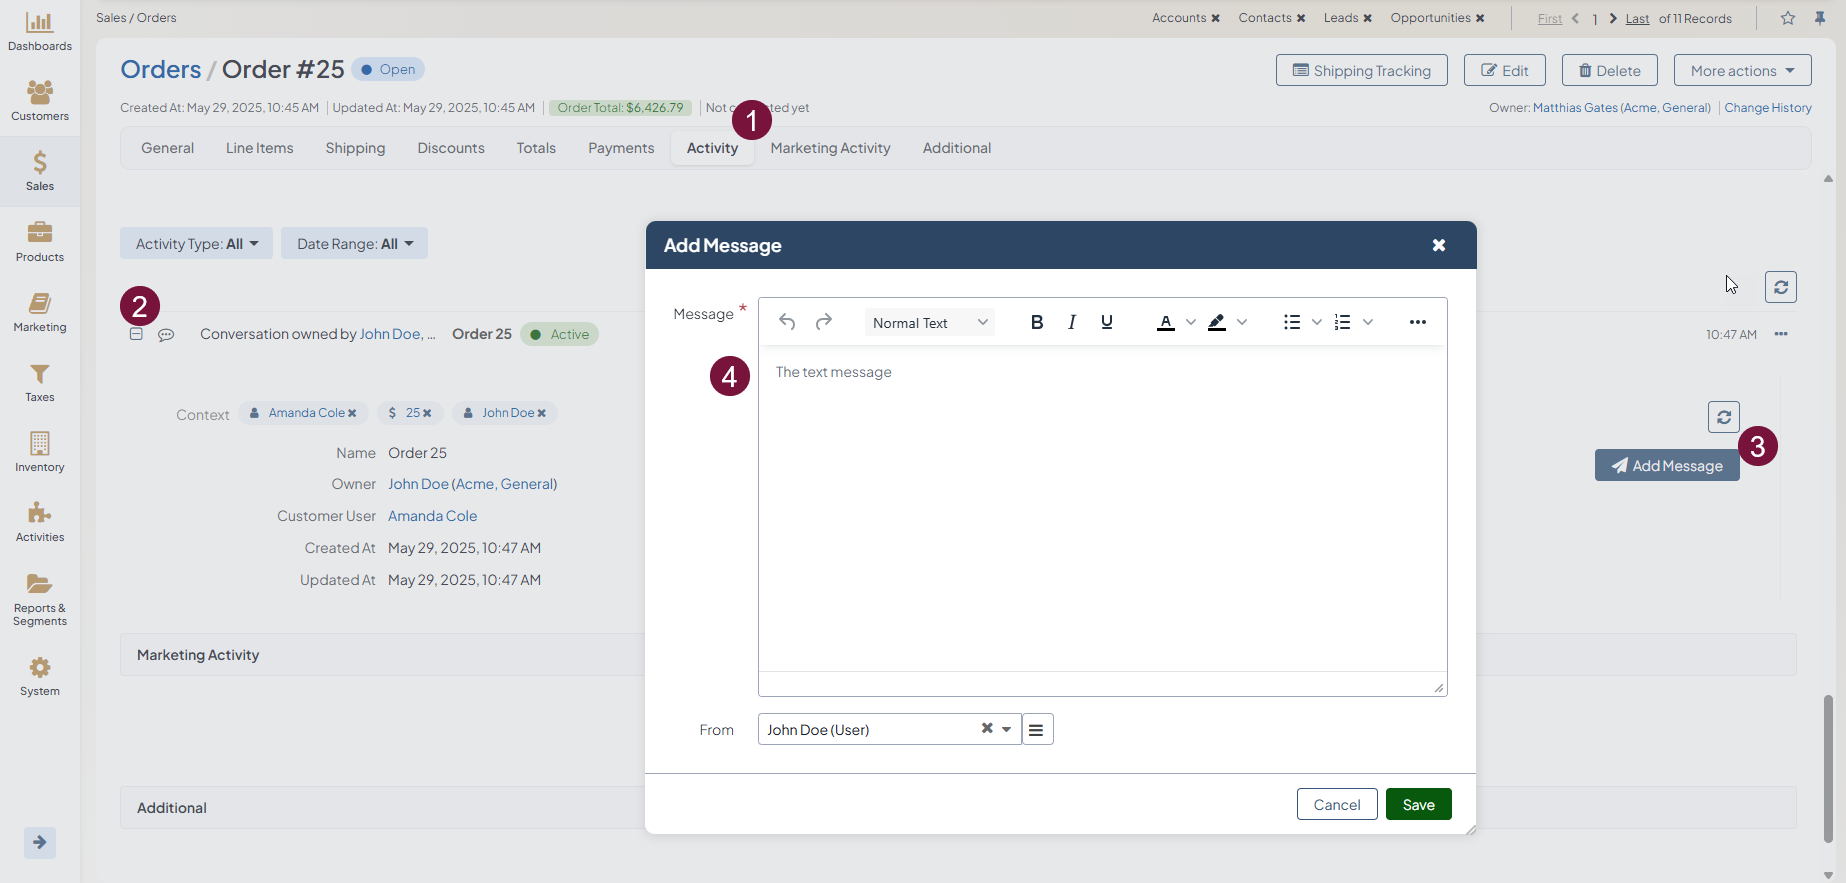 Sales / Orders
Accounts ✖ Contacts ✖ Leads ✖ Opportunities ✖ First 1 Last of 11 Records
Dashboards
Customers
Sales
Products
Marketing
Taxes
Inventory
Activities
Reports &
Segments
System
Orders / Order #25 Open
Shipping Tracking Edit Delete More actions
Created At: May 29, 2025, 10:45 AM | Updated At: May 29, 2025, 10:45 AM | Order Total: $6,426.79 | Not yet
Owner: Matthias Gates (Acme, General) | Change History
1
General Line Items Shipping Discounts Totals Payments Activity Marketing Activity Additional
Activity Type: All Date Range: All
2
Conversation owned by John Doe, ... Order 25 Active
10:47 AM ...
Context Amanda Cole ✖ $ 25 ✖ John Doe ✖
Name Order 25
Owner John Doe (Acme, General)
Customer User Amanda Cole
Created At May 29, 2025, 10:47 AM
Updated At May 29, 2025, 10:47 AM
3
Add Message
Marketing Activity
Additional
Add Message ✖
Message *
Normal Text B I U A ...
4
The text message
From John Doe (User)
Cancel Save